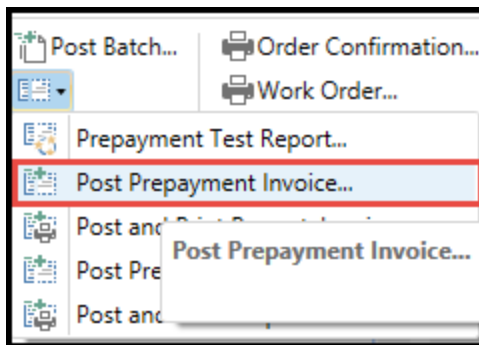 Post Batch...
Order Confirmation...
Work Order...
Prepayment Test Report...
Post Prepayment Invoice...
Post and
Post Prepayment Invoice...
Post Pre
Post and